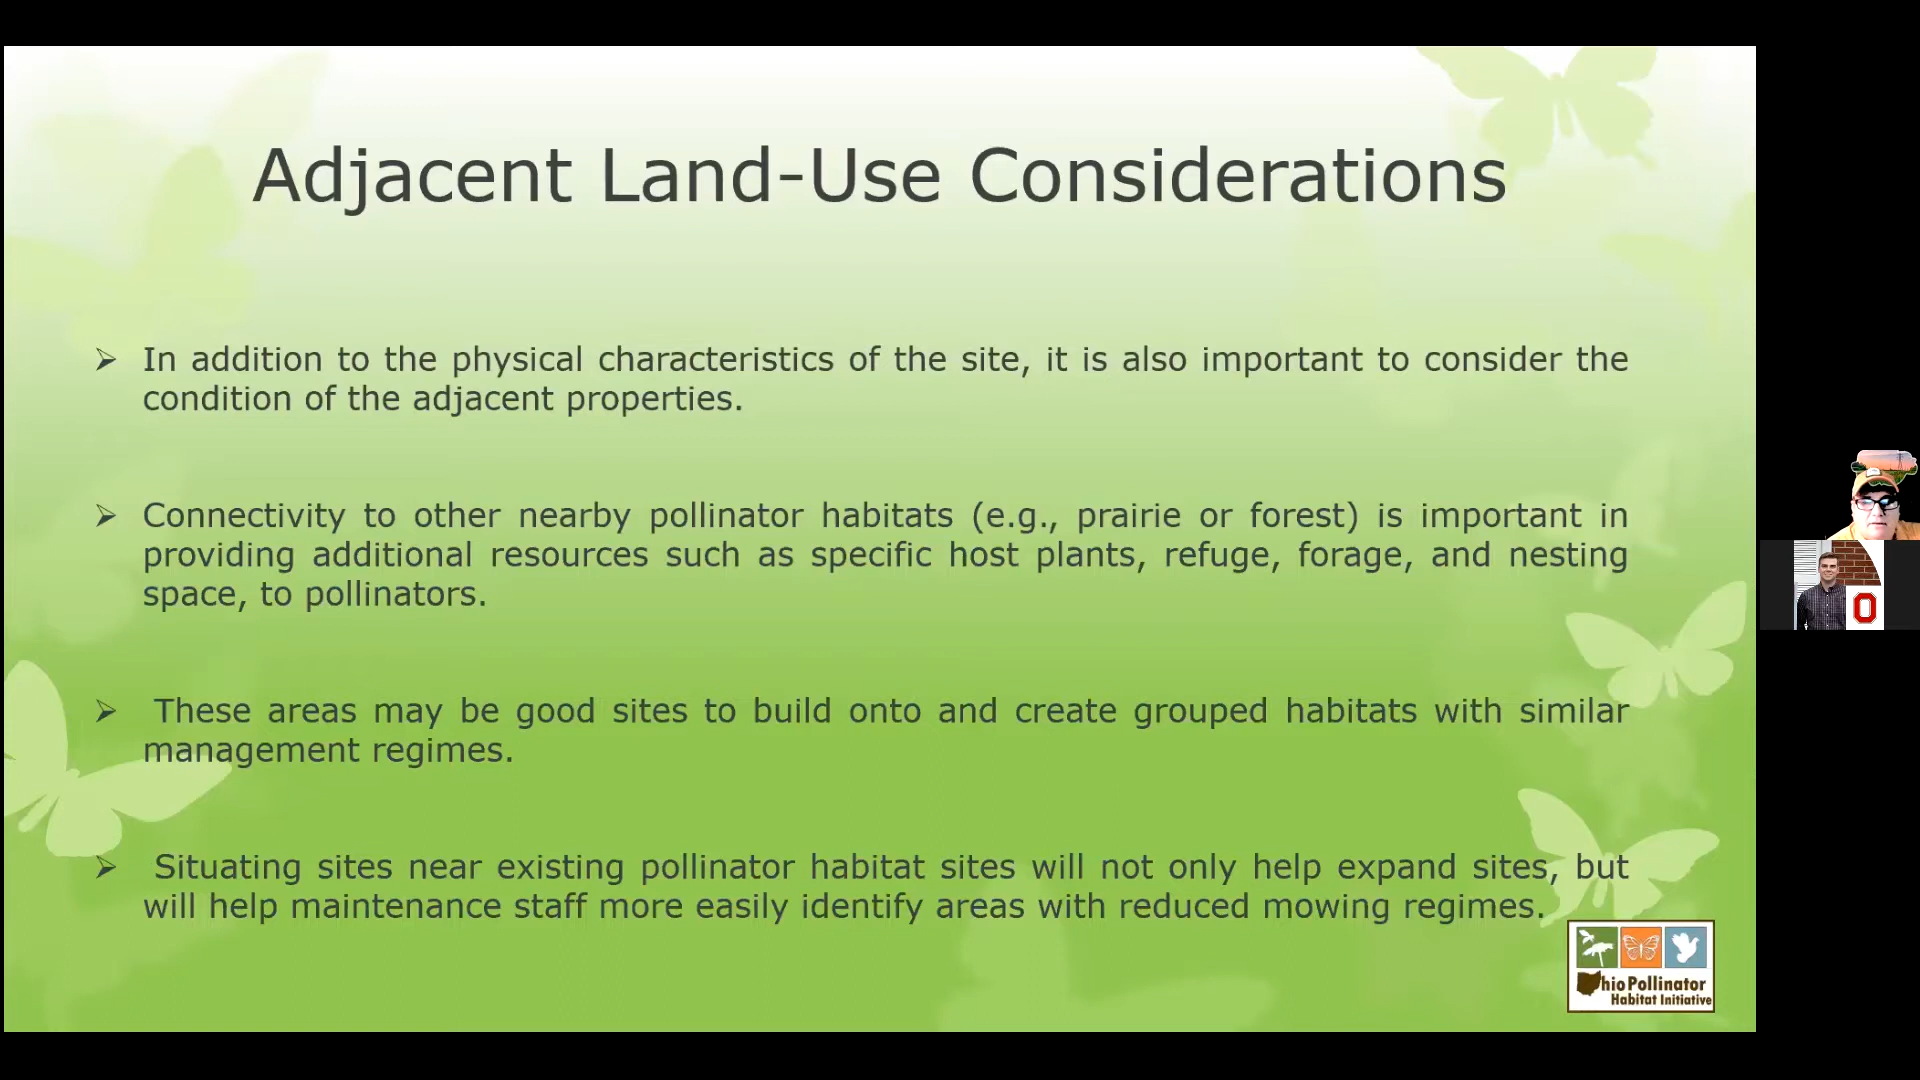 Adjacent Land-Use Considerations
➢ In addition to the physical characteristics of the site, it is also important to consider the
condition of the adjacent properties.
➢ Connectivity to other nearby pollinator habitats (e.g., prairie or forest) is important in
providing additional resources such as specific host plants, refuge, forage, and nesting
space, to pollinators.
➢ These areas may be good sites to build onto and create grouped habitats with similar
management regimes.
➢ Situating sites near existing pollinator habitat sites will not only help expand sites, but
will help maintenance staff more easily identify areas with reduced mowing regimes.
hio Pollinator
Habitat Initiative
O